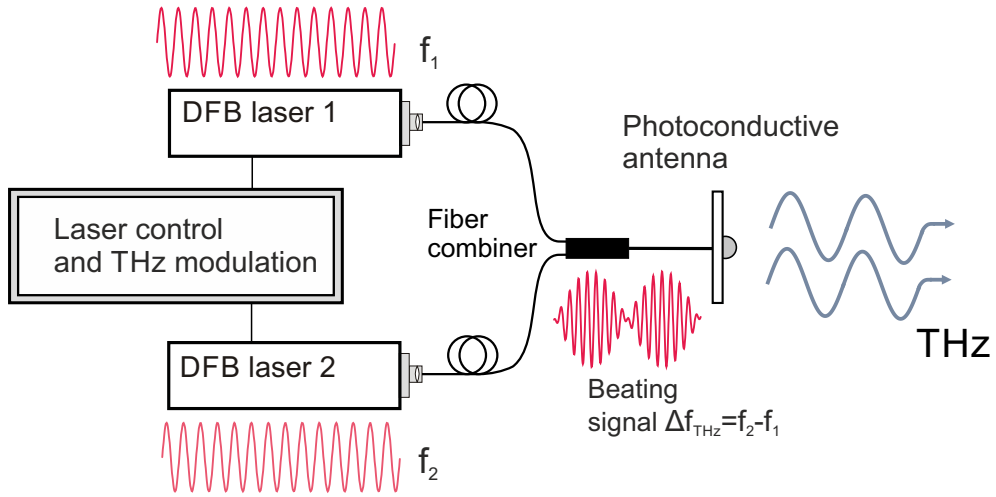 f₁
DFB laser 1
Photoconductive
antenna
Laser control
and THz modulation
Fiber
combiner
THz
DFB laser 2
Beating
signal Δf_THz=f₂-f₁
f₂